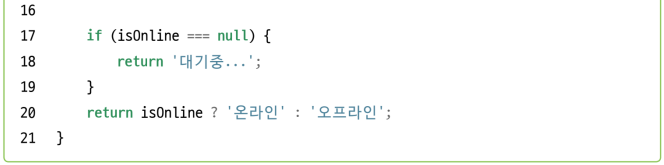 16
17 if (isOnline === null) {
18 return '대기중...';
19 }
20 return isOnline ? '온라인' : '오프라인';
21 }